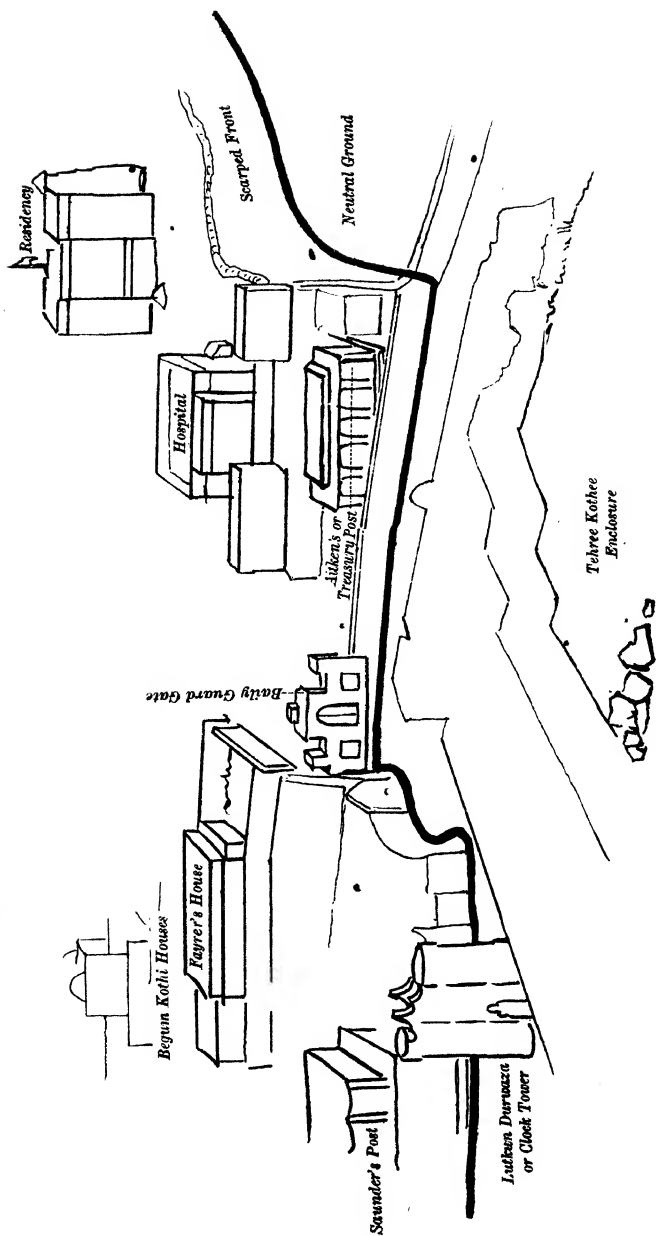 Residency
Scarped Front
Neutral Ground
Hospital
Aitken's or
Treasury Post
Baily Guard Gate
Begum Kothi Houses
Fayrer's House
Saunder's Post
Lutkun Durwaza
or Clock Tower
Tehree Kothee
Enclosure